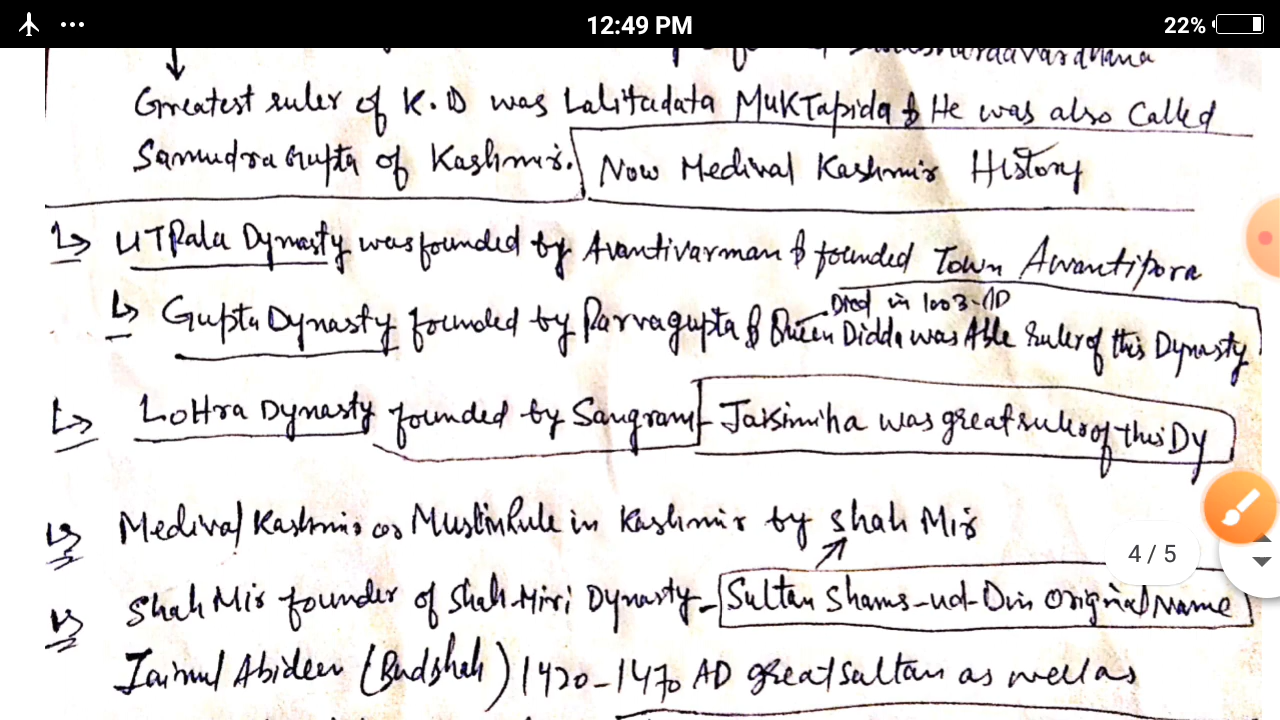 12:49 PM
22%
Greatest ruler of K.D was Lalitadata MukTapida & He was also Called
SamudraGupta of Kashmir. Now Medival Kashmir History
UTPala Dynasty was founded by Avantivarman & founded Town Awantipora
Died in 1003-AD
Gupta Dynasty founded by Parvagupta & Queen Didda was Able ruler of this Dynasty
LoHra Dynasty founded by Sangram - Jaisimiha was great ruler of this Dy
Medival Kashmir or Muslim Rule in Kashmir by Shah Mir
Shah Mir founder of Shah-Miri Dynasty - Sultan Shams-ud-Din Original Name
4 / 5
Zainul Abideen (Budshah) 1420-1470 AD great sultan as well as